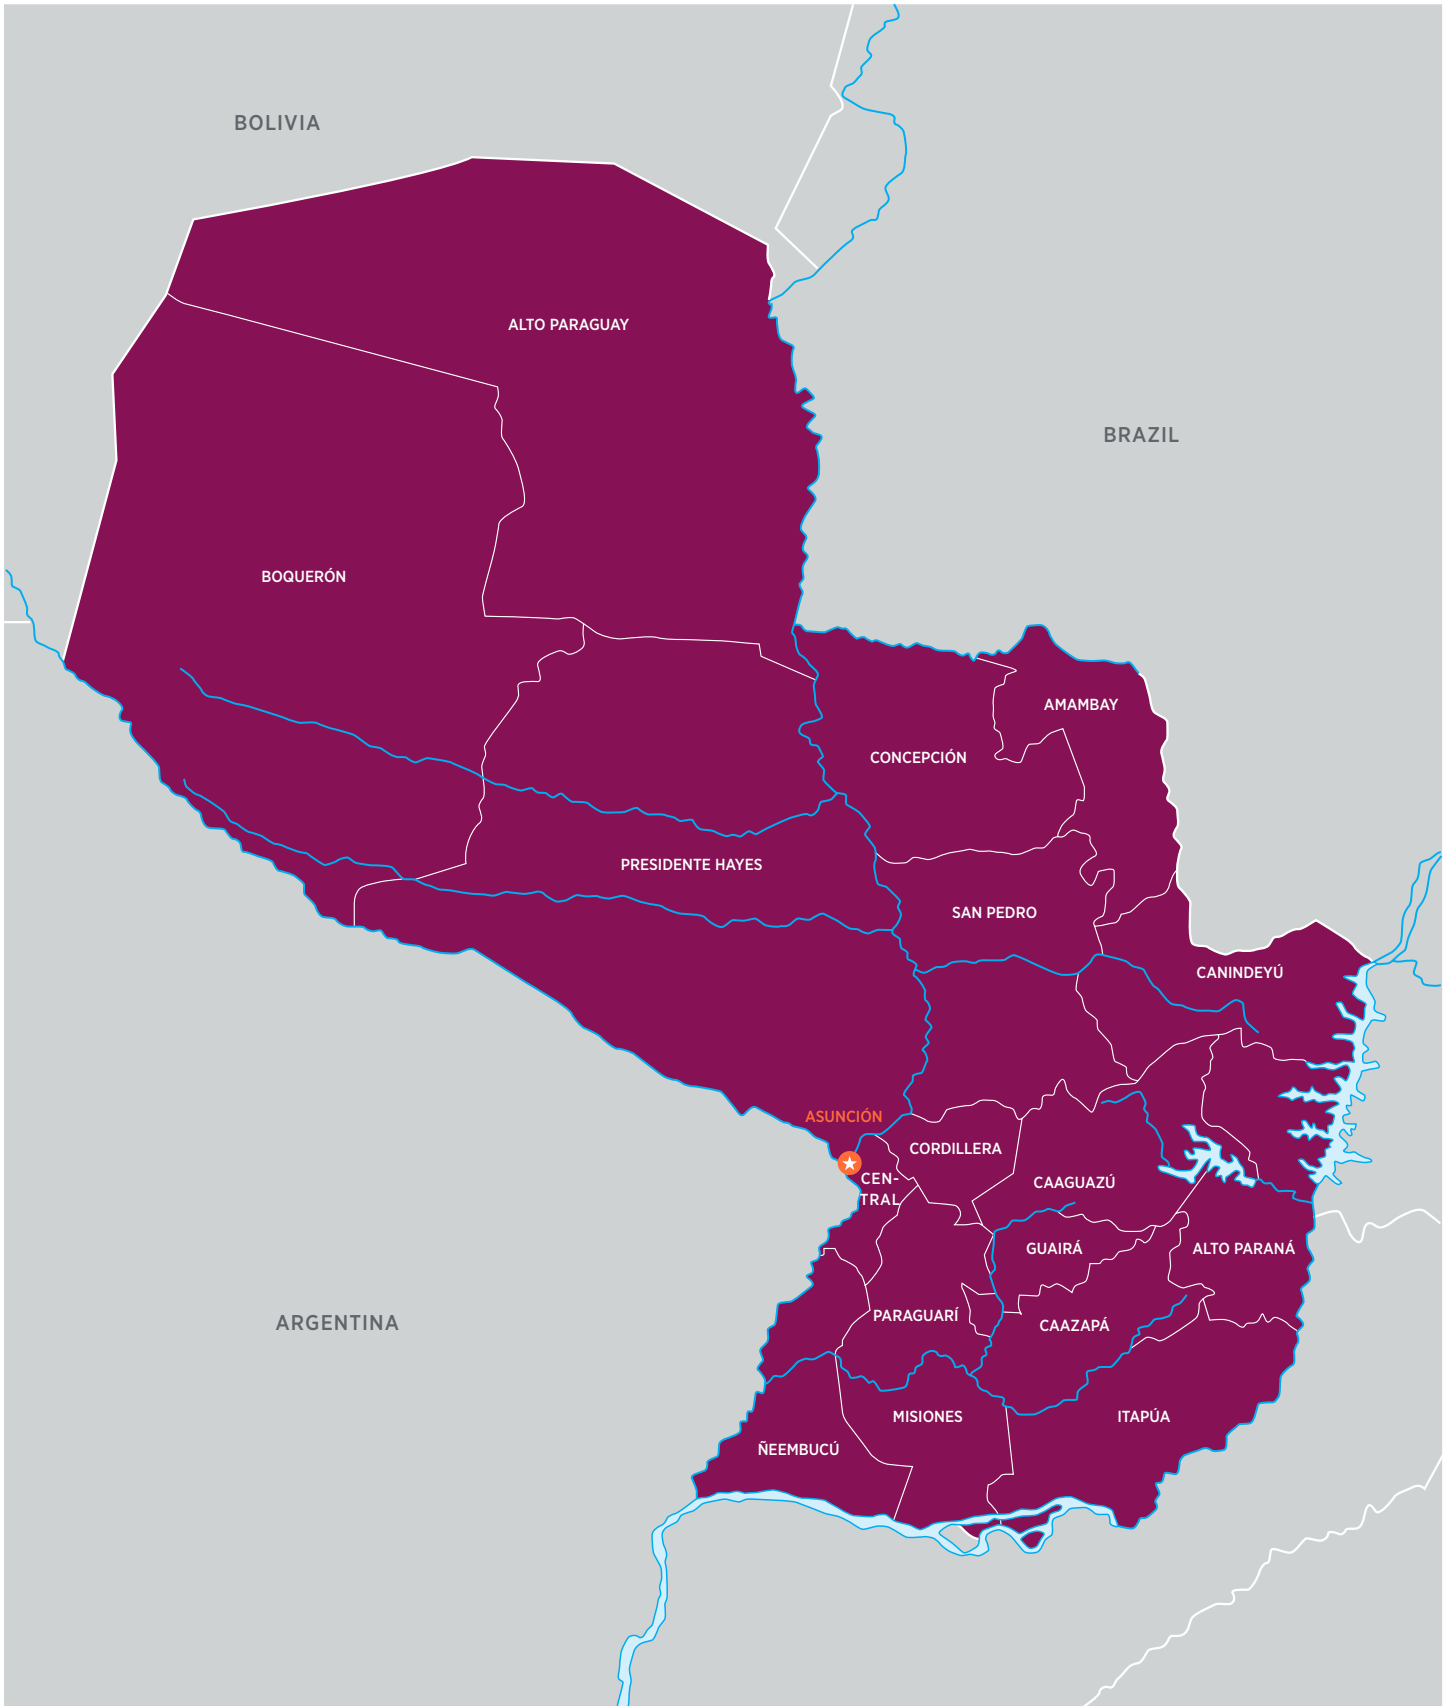 BOLIVIA
ALTO PARAGUAY
BRAZIL
BOQUERÓN
AMAMBAY
CONCEPCIÓN
PRESIDENTE HAYES
SAN PEDRO
CANINDEYÚ
ASUNCIÓN
CORDILLERA
CEN-
TRAL
CAAGUAZÚ
GUAIRÁ
ALTO PARANÁ
PARAGUARÍ
ARGENTINA
CAAZAPÁ
MISIONES
ITAPÚA
ÑEEMBUCÚ